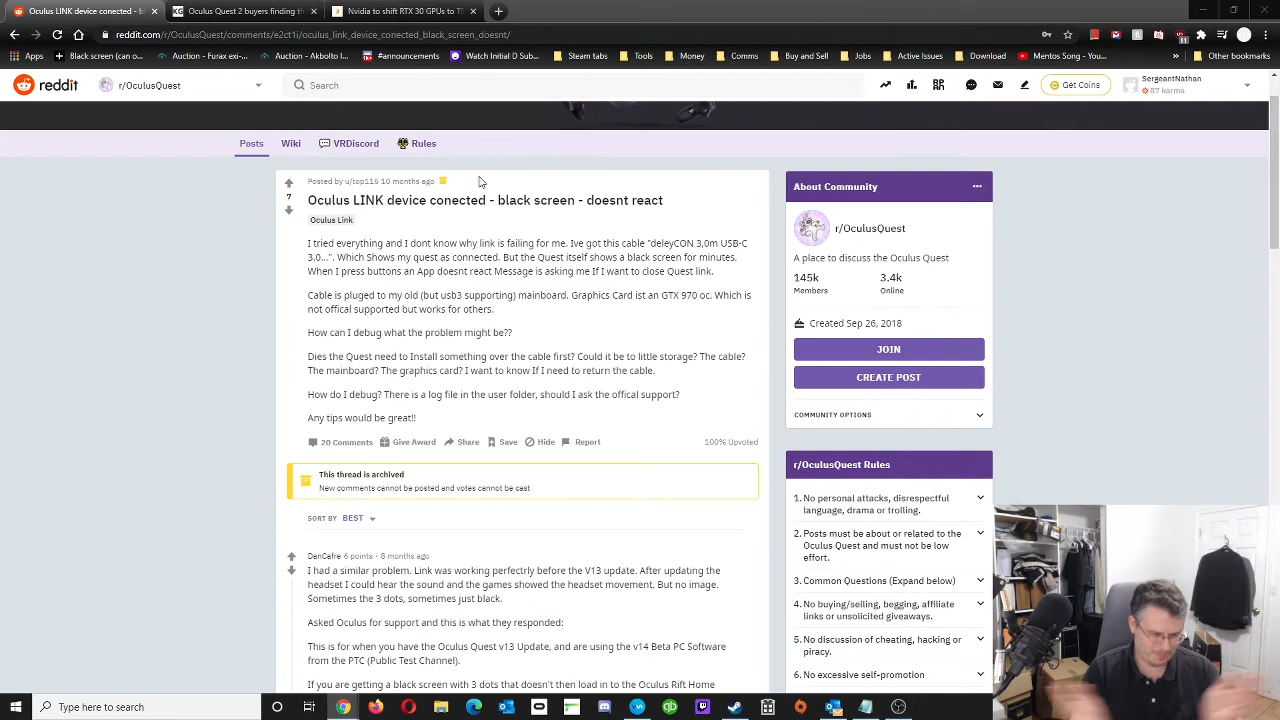 Oculus LINK device conected - b
Oculus Quest 2 buyers finding th
Nvidia to shift RTX 30 GPUs to TS
reddit.com/r/OculusQuest/comments/e2ct1i/oculus_link_device_conected_black_screen_doesnt/
Apps
Black screen (can o
Auction - Furax exi-...
Auction - Akolishol...
#announcements
Watch Initial D Sub...
Steam tabs
Tools
Money
Comms
Buy and Sell
Jobs
Active Issues
Download
Mentos Song - You...
Other bookmarks
reddit
r/OculusQuest
Search
Get Coins
SergeantNathan
87 karma
Posts
Wiki
VRDiscord
Rules
Posted by u/top115 10 months ago
7
Oculus LINK device conected - black screen - doesnt react
Oculus Link
I tried everything and I dont know why link is failing for me. Ive got this cable "deleyCON 3,0m USB-C
3.0...". Which Shows my quest as connected. But the Quest itself shows a black screen for minutes.
When I press buttons an App doesnt react Message is asking me If I want to close Quest link.
Cable is pluged to my old (but usb3 supporting) mainboard. Graphics Card ist an GTX 970 oc. Which is
not offical supported but works for others.
How can I debug what the problem might be??
Dies the Quest need to Install something over the cable first? Could it be to little storage? The cable?
The mainboard? The graphics card? I want to know If I need to return the cable.
How do I debug? There is a log file in the user folder, should I ask the offical support?
Any tips would be great!!
20 Comments
Give Award
Share
Save
Hide
Report
100% Upvoted
This thread is archived
New comments cannot be posted and votes cannot be cast
SORT BY BEST
DanCafre 6 points · 8 months ago
I had a similar problem. Link was working perfectrly before the V13 update. After updating the
headset I could hear the sound and the games showed the headset movement. But no image.
Sometimes the 3 dots, sometimes just black.
Asked Oculus for support and this is what they responded:
This is for when you have the Oculus Quest v13 Update, and are using the v14 Beta PC Software
from the PTC (Public Test Channel).
If you are getting a black screen with 3 dots that doesn't then load in to the Oculus Rift Home
About Community
r/OculusQuest
A place to discuss the Oculus Quest
145k
3.4k
Members
Online
Created Sep 26, 2018
JOIN
CREATE POST
COMMUNITY OPTIONS
r/OculusQuest Rules
1. No personal attacks, disrespectful
language, drama or trolling.
2. Posts must be about or related to the
Oculus Quest and must not be low
effort.
3. Common Questions (Expand below)
4. No buying/selling, begging, affiliate
links or unsolicited giveaways.
5. No discussion of cheating, hacking or
piracy.
6. No excessive self-promotion
Type here to search